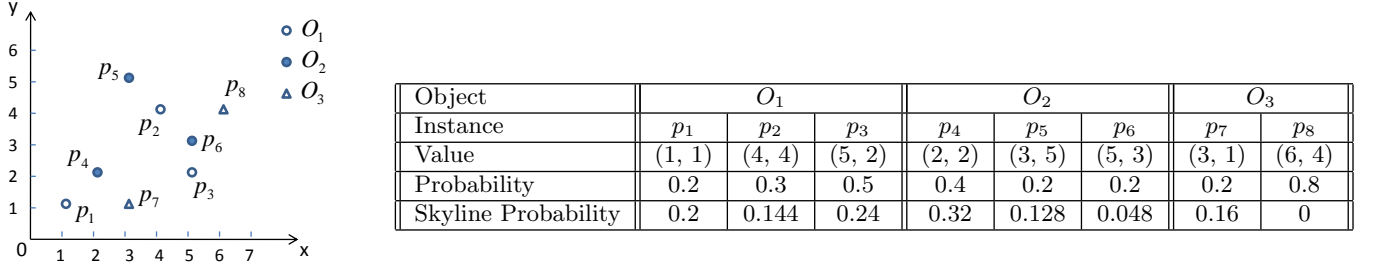 y
6
5
4
3
2
1
0
1 2 3 4 5 6 7
x
p5
p8
p2
p6
p4
p3
p7
p1
O1
O2
O3
Object O1 O2 O3
Instance p1 p2 p3 p4 p5 p6 p7 p8
Value (1, 1) (4, 4) (5, 2) (2, 2) (3, 5) (5, 3) (3, 1) (6, 4)
Probability 0.2 0.3 0.5 0.4 0.2 0.2 0.2 0.8
Skyline Probability 0.2 0.144 0.24 0.32 0.128 0.048 0.16 0